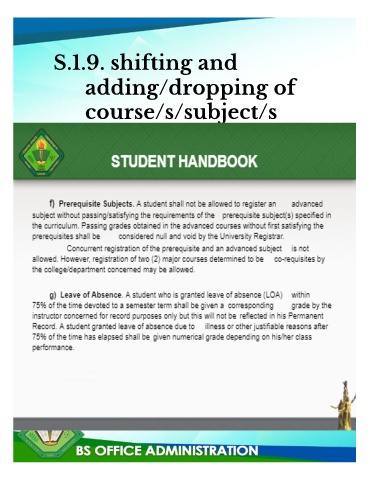 S.1.9. shifting and
adding/dropping of
course/s/subject/s
STUDENT HANDBOOK
f) Prerequisite Subjects. A student shall not be allowed to register an advanced
subject without passing/satisfying the requirements of the prerequisite subject(s) specified in
the curriculum. Passing grades obtained in the advanced courses without first satisfying the
prerequisites shall be considered null and void by the University Registrar.
Concurrent registration of the prerequisite and an advanced subject is not
allowed. However, registration of two (2) major courses determined to be co-requisites by
the college/department concerned may be allowed.
g) Leave of Absence. A student who is granted leave of absence (LOA) within
75% of the time devoted to a semester term shall be given a corresponding grade by the
instructor concerned for record purposes only but this will not be reflected in his Permanent
Record. A student granted leave of absence due to illness or other justifiable reasons after
75% of the time has elapsed shall be given numerical grade depending on his/her class
performance.
BS OFFICE ADMINISTRATION